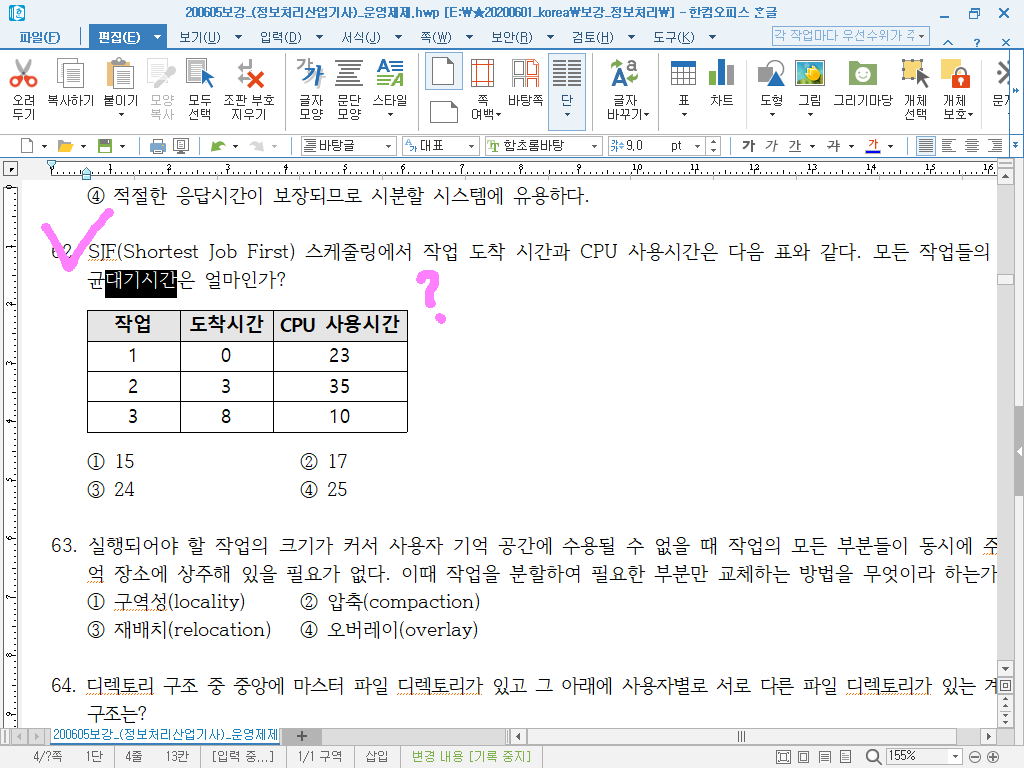 200605보강_(정보처리산업기사)_운영체제.hwp [E:₩★20200601_korea₩보강_정보처리₩] - 한컴오피스 한글
파일(F) 편집(E) 보기(U) 입력(D) 서식(J) 쪽(W) 보안(R) 검토(H) 도구(K) 각 작업마다 우선수위가 주
오려 두기 복사하기 붙이기 모양 복사 모두 선택 조판 부호 지우기 글자 모양 문단 모양 스타일 쪽 여백 바탕쪽 단 글자 바꾸기 표 차트 도형 그림 그리기마당 개체 선택 개체 보호
바탕글 대표 함초롬바탕 9,0 pt 가 가 가 가 가
1 1 2 3 4 5 6 7 8 9 10 11 12 13 14 15 16
④ 적절한 응답시간이 보장되므로 시분할 시스템에 유용하다.
62. SJF(Shortest Job First) 스케줄링에서 작업 도착 시간과 CPU 사용시간은 다음 표와 같다. 모든 작업들의
균대기시간은 얼마인가?
?
작업 도착시간 CPU 사용시간
1 0 23
2 3 35
3 8 10
① 15 ② 17
③ 24 ④ 25
63. 실행되어야 할 작업의 크기가 커서 사용자 기억 공간에 수용될 수 없을 때 작업의 모든 부분들이 동시에 주
억 장소에 상주해 있을 필요가 없다. 이때 작업을 분할하여 필요한 부분만 교체하는 방법을 무엇이라 하는가
① 구역성(locality) ② 압축(compaction)
③ 재배치(relocation) ④ 오버레이(overlay)
64. 디렉토리 구조 중 중앙에 마스터 파일 디렉토리가 있고 그 아래에 사용자별로 서로 다른 파일 디렉토리가 있는 계
구조는?
200605보강_(정보처리산업기사)_운영체제
4/?쪽 1단 4줄 13칸 [입력 중...] 1/1 구역 삽입 변경 내용 [기록 중지] 155%